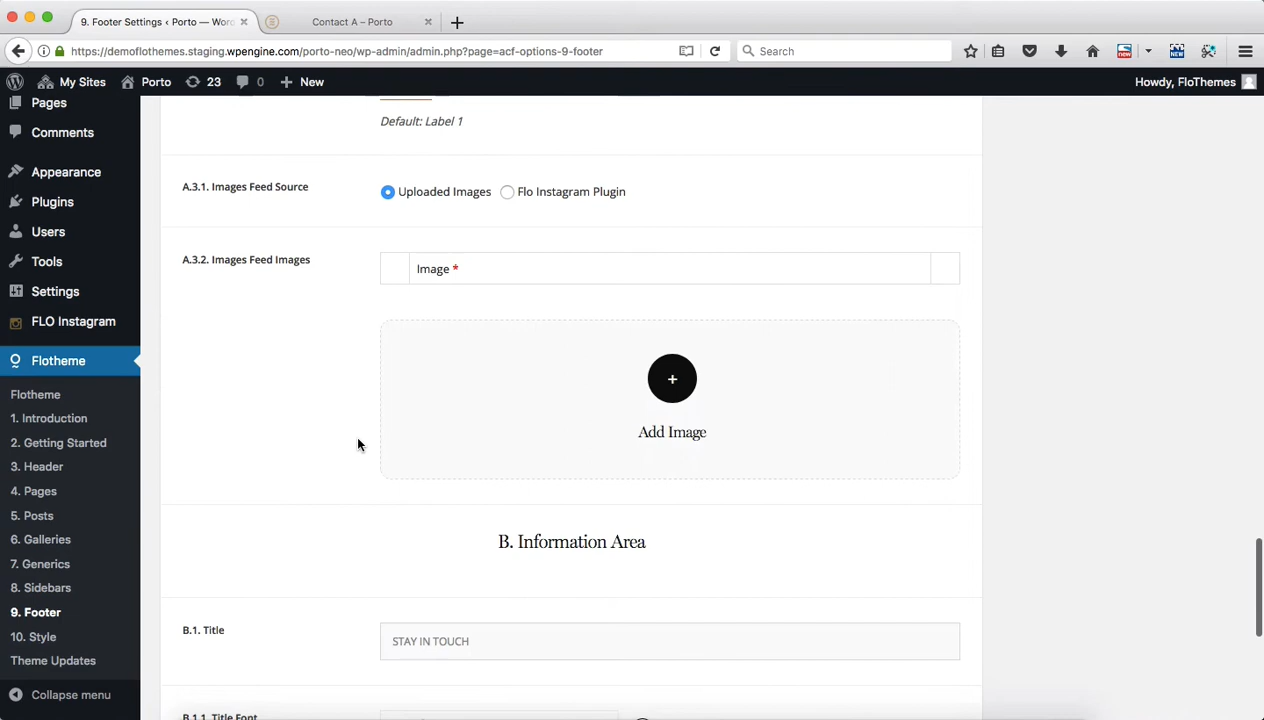 9. Footer Settings ‹ Porto — Word
Contact A – Porto
https://demoflothemes.staging.wpengine.com/porto-neo/wp-admin/admin.php?page=acf-options-9-footer
Search
My Sites
Porto
23
0
New
Howdy, FloThemes
Pages
Comments
Appearance
Plugins
Users
Tools
Settings
FLO Instagram
Flotheme
Flotheme
1. Introduction
2. Getting Started
3. Header
4. Pages
5. Posts
6. Galleries
7. Generics
8. Sidebars
9. Footer
10. Style
Theme Updates
Collapse menu
Default: Label 1
A.3.1. Images Feed Source
Uploaded Images
Flo Instagram Plugin
A.3.2. Images Feed Images
Image *
+
Add Image
B. Information Area
B.1. Title
STAY IN TOUCH
B.1.1. Title Font